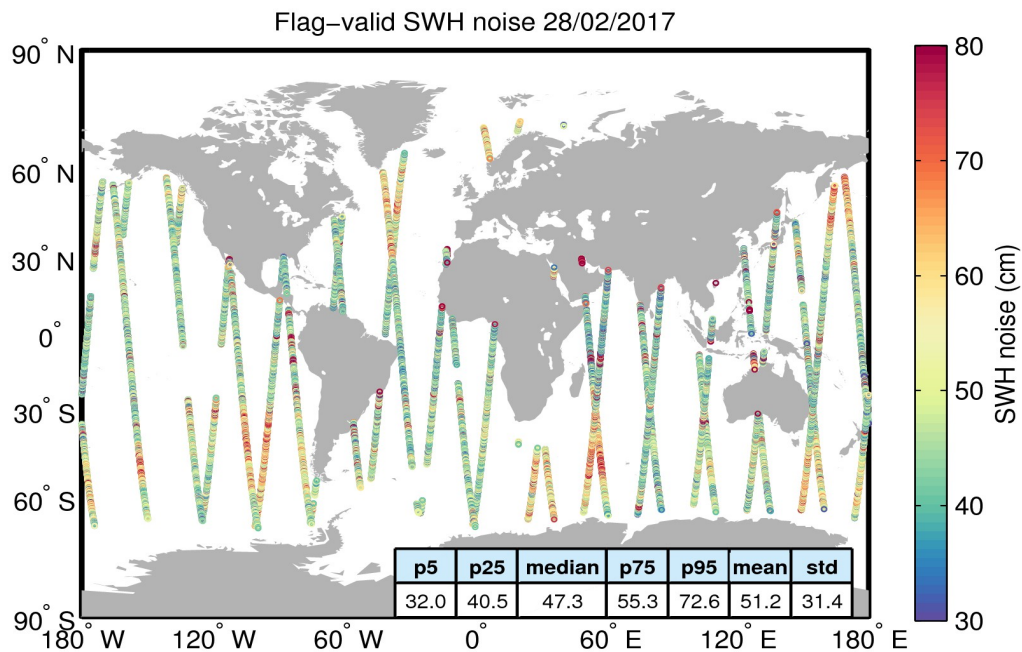 Flag−valid SWH noise 28/02/2017
90° N
60° N
30° N
0°
30° S
60° S
90° S
180° W
120° W
60° W
0°
60° E
120° E
180° E
80
70
60
50
40
30
SWH noise (cm)
p5 p25 median p75 p95 mean std
32.0 40.5 47.3 55.3 72.6 51.2 31.4